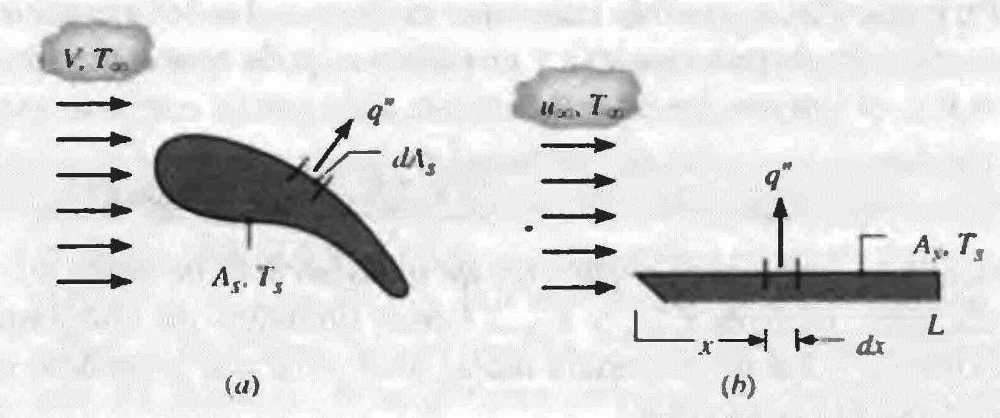 V, T∞
q"
dAs
As, Ts
(a)
u∞, T∞
q"
As, Ts
x
dx
L
(b)